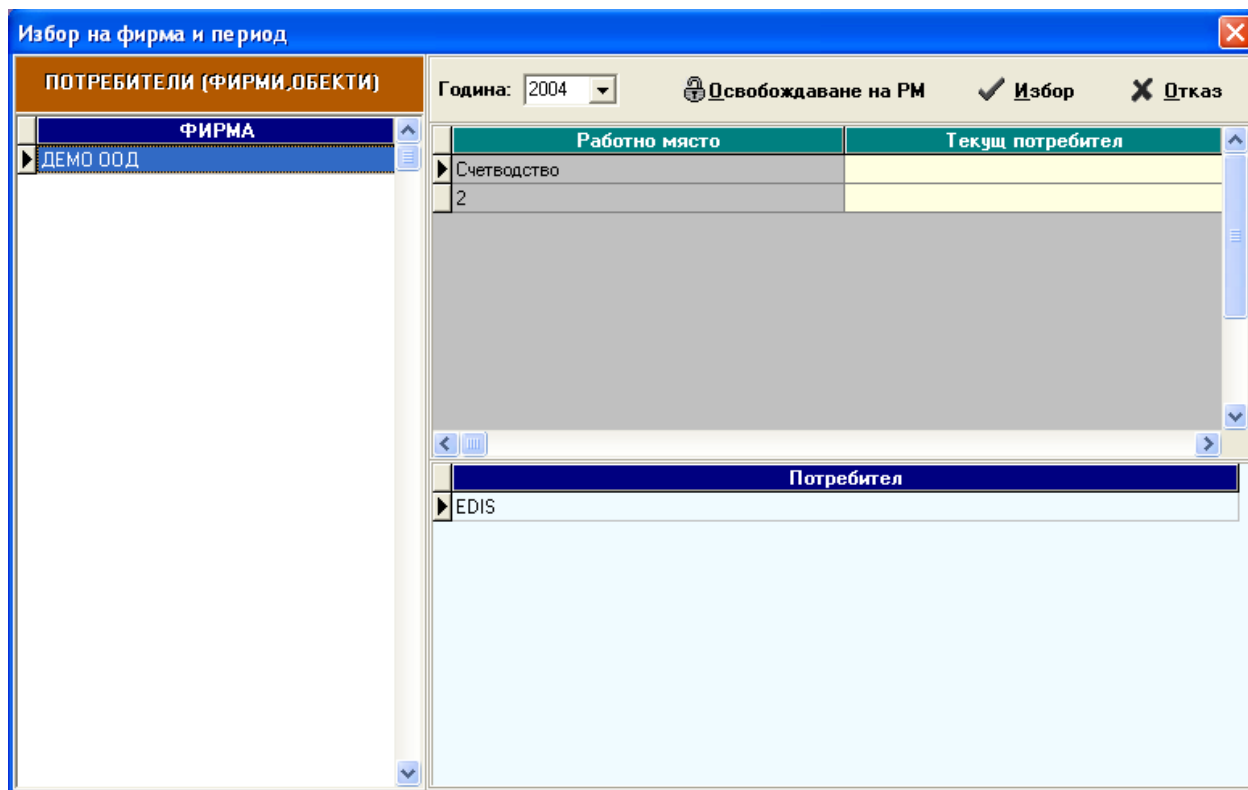 Избор на фирма и период
ПОТРЕБИТЕЛИ (ФИРМИ,ОБЕКТИ)
ФИРМА
ДЕМО ООД
Година: 2004 Освобождаване на РМ Избор Отказ
Работно място Текущ потребител
Счетводство
2
Потребител
EDIS